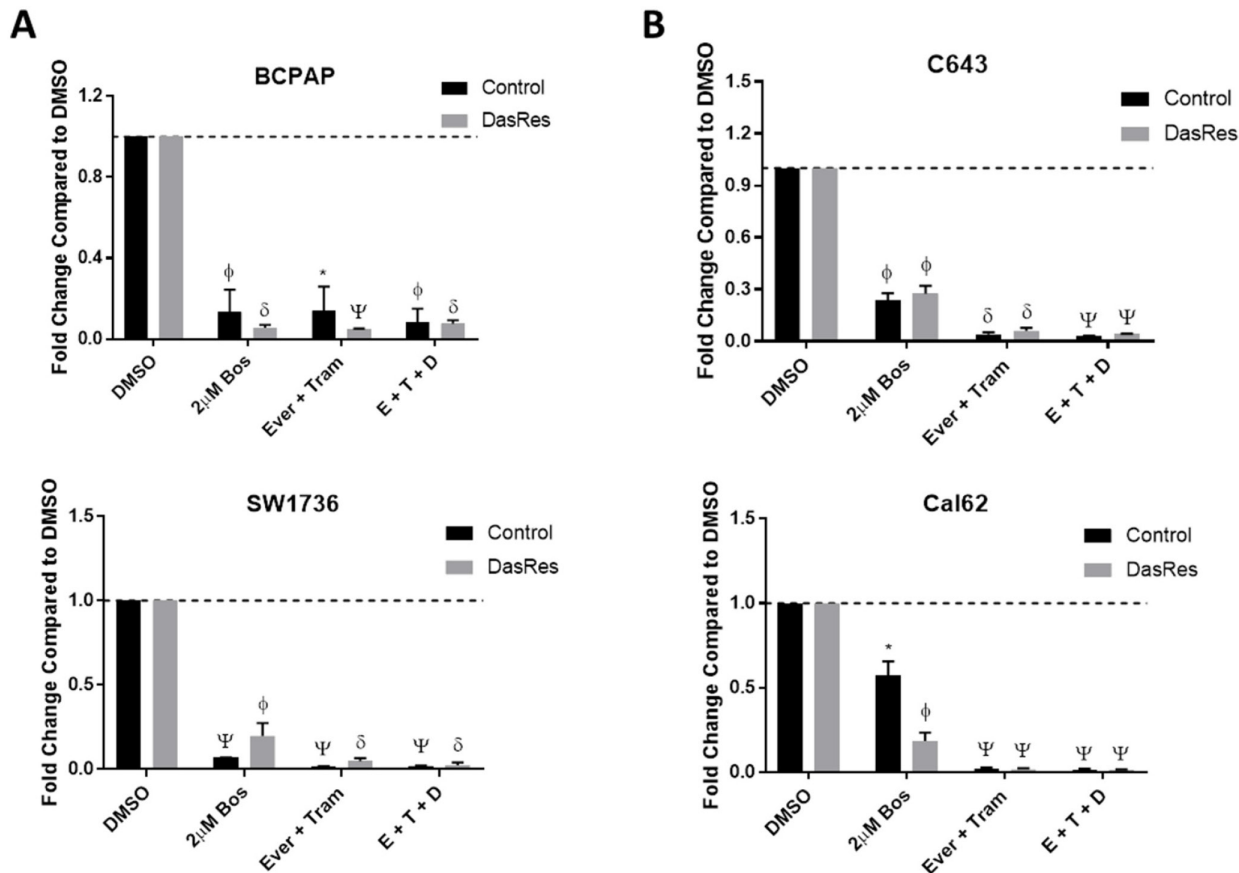 A
BCPAP
Control
DasRes
Fold Change Compared to DMSO
1.2
0.8
0.4
0.0
ϕ
δ
*
Ψ
ϕ
δ
DMSO
2μM Bos
Ever + Tram
E + T + D
B
C643
Control
DasRes
Fold Change Compared to DMSO
1.5
1.2
0.9
0.6
0.3
0.0
ϕ
ϕ
δ
δ
Ψ
Ψ
DMSO
2μM Bos
Ever + Tram
E + T + D
SW1736
Control
DasRes
Fold Change Compared to DMSO
1.5
1.0
0.5
0.0
Ψ
ϕ
Ψ
δ
Ψ
δ
DMSO
2μM Bos
Ever + Tram
E + T + D
Cal62
Control
DasRes
Fold Change Compared to DMSO
1.5
1.0
0.5
0.0
*
ϕ
Ψ
Ψ
Ψ
Ψ
DMSO
2μM Bos
Ever + Tram
E + T + D